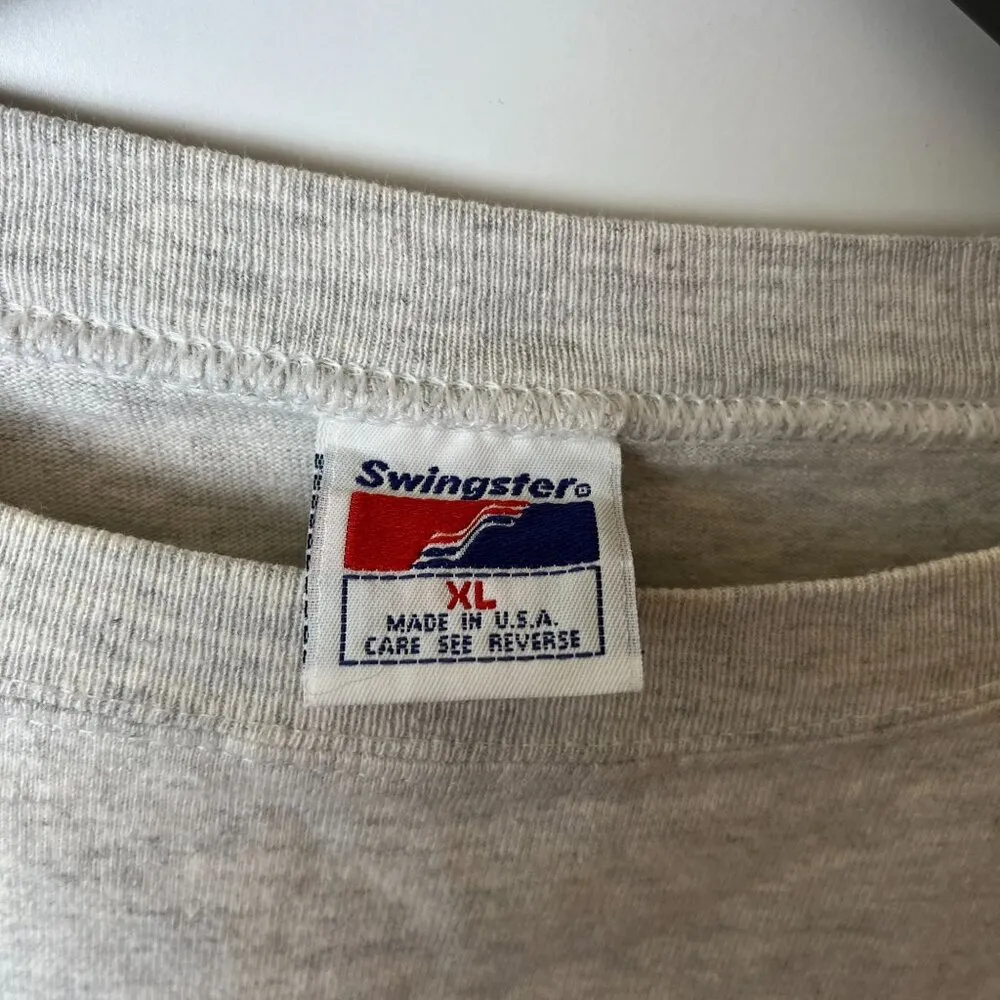 Swingster®
XL
MADE IN U.S.A.
CARE SEE REVERSE